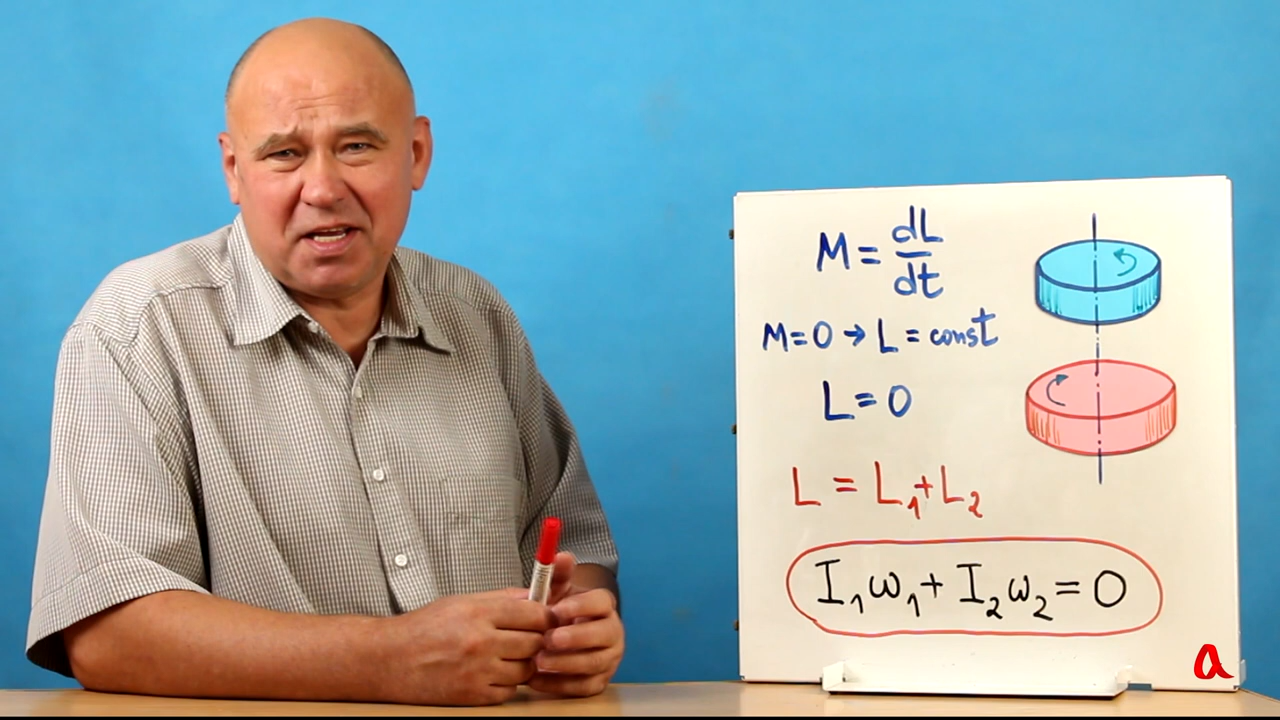 M = dL/dt
M = 0 → L = const
L = 0
L = L₁ + L₂
I₁ω₁ + I₂ω₂ = 0
a